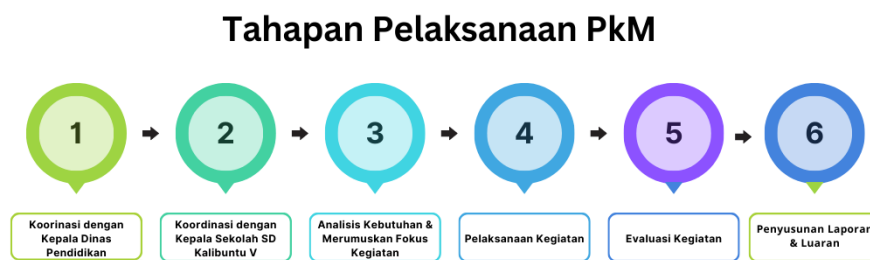 Tahapan Pelaksanaan PkM
1
2
3
4
5
6
Koorinasi dengan
Kepala Dinas
Pendidikan
Koordinasi dengan
Kepala Sekolah SD
Kalibuntu V
Analisis Kebutuhan &
Merumuskan Fokus
Kegiatan
Pelaksanaan Kegiatan
Evaluasi Kegiatan
Penyusunan Laporan
& Luaran